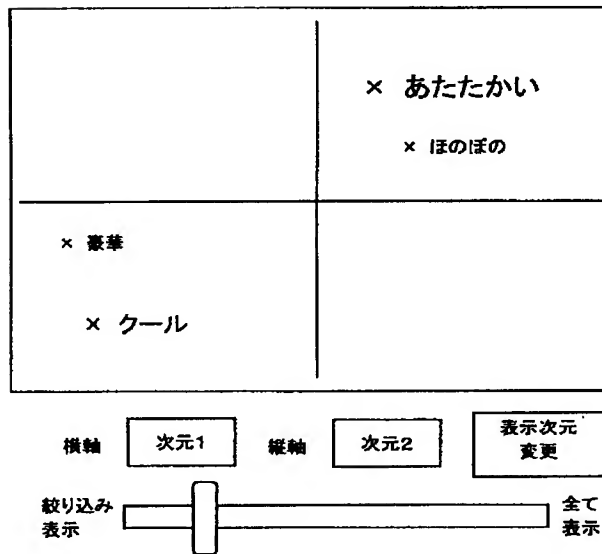 × あたたかい
× ほのぼの
× 豪華
× クール
横軸 次元1 縦軸 次元2 表示次元
変更
絞り込み 全て
表示 表示